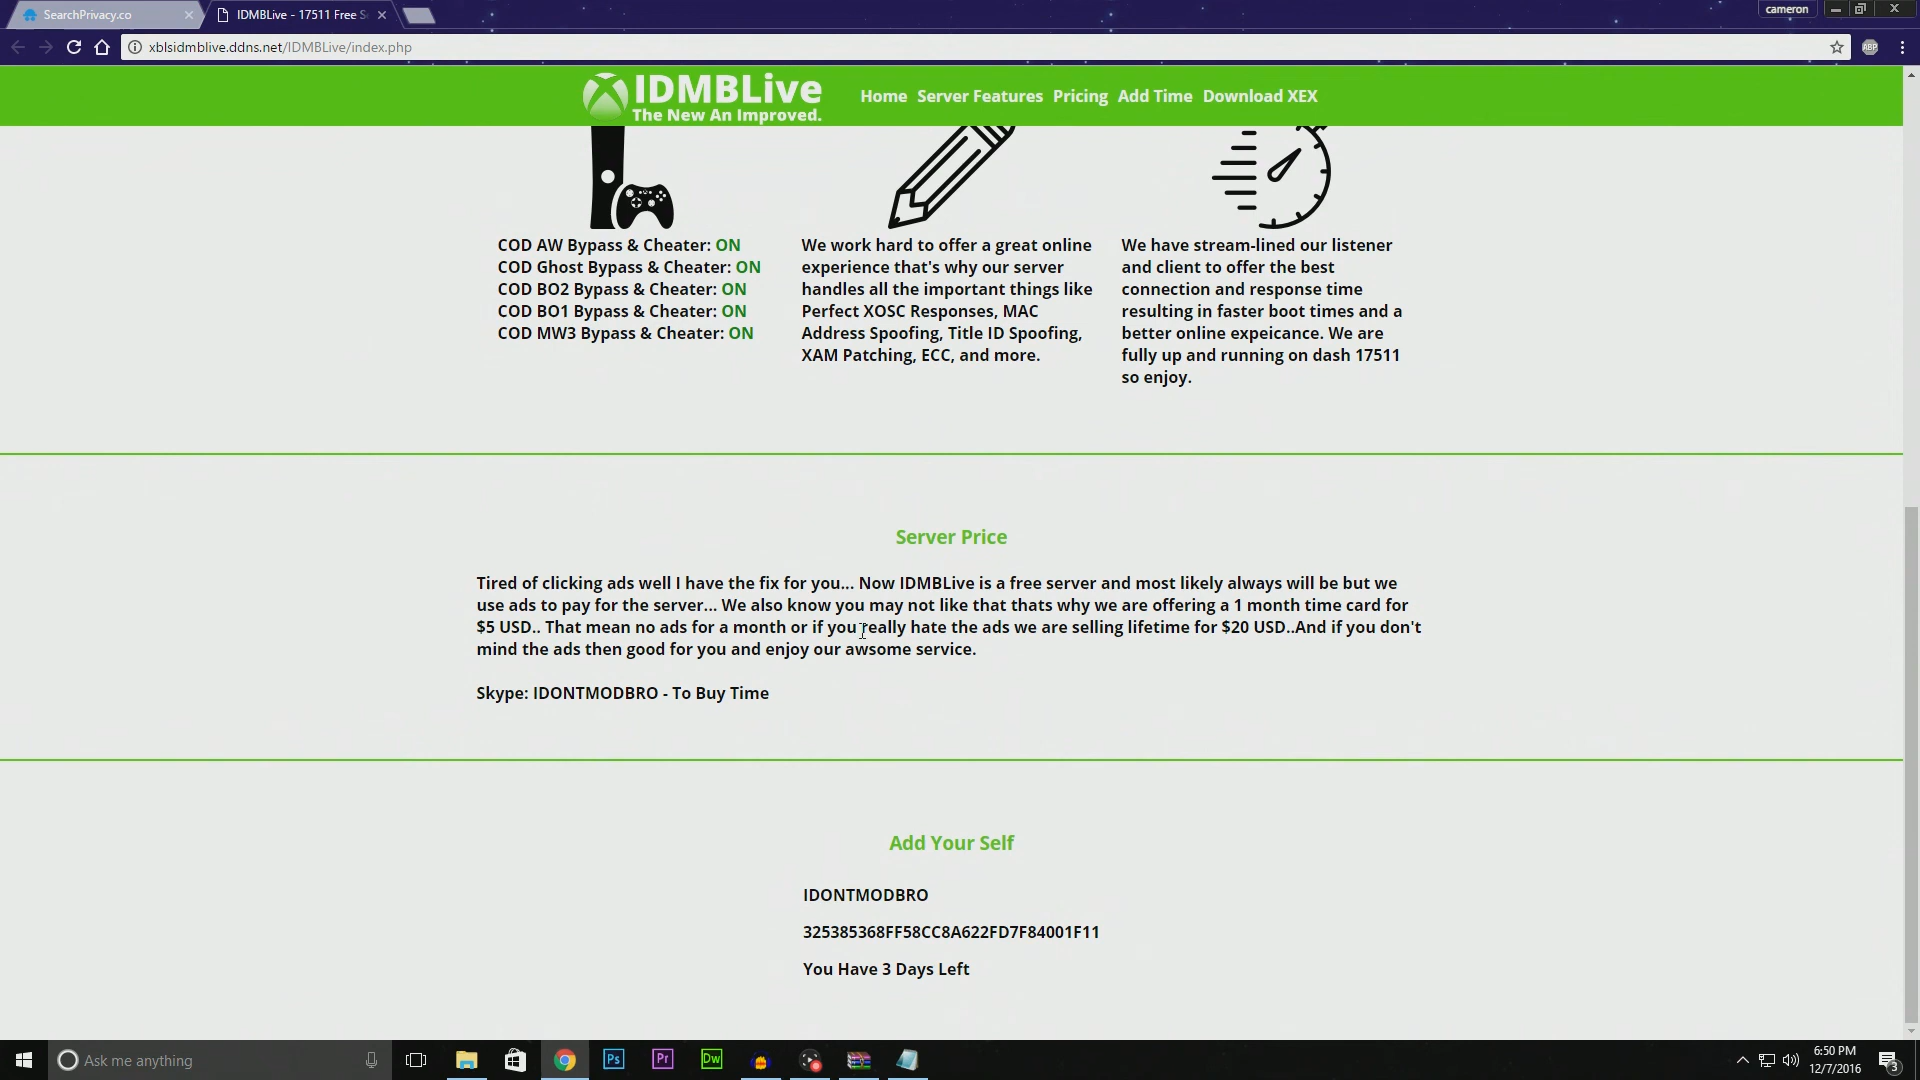 SearchPrivacy.co
IDMBLive - 17511 Free S
cameron
xblsidmblive.ddns.net/IDMBLive/index.php
ABP
IDMBLive
The New An Improved.
Home Server Features Pricing Add Time Download XEX
COD AW Bypass & Cheater: ON
COD Ghost Bypass & Cheater: ON
COD BO2 Bypass & Cheater: ON
COD BO1 Bypass & Cheater: ON
COD MW3 Bypass & Cheater: ON
We work hard to offer a great online
experience that's why our server
handles all the important things like
Perfect XOSC Responses, MAC
Address Spoofing, Title ID Spoofing,
XAM Patching, ECC, and more.
We have stream-lined our listener
and client to offer the best
connection and response time
resulting in faster boot times and a
better online expeicance. We are
fully up and running on dash 17511
so enjoy.
Server Price
Tired of clicking ads well I have the fix for you... Now IDMBLive is a free server and most likely always will be but we
use ads to pay for the server... We also know you may not like that thats why we are offering a 1 month time card for
$5 USD.. That mean no ads for a month or if you really hate the ads we are selling lifetime for $20 USD..And if you don't
mind the ads then good for you and enjoy our awsome service.
Skype: IDONTMODBRO - To Buy Time
Add Your Self
IDONTMODBRO
325385368FF58CC8A622FD7F84001F11
You Have 3 Days Left
Ask me anything
Ps
Pr
Dw
6:50 PM
12/7/2016
3